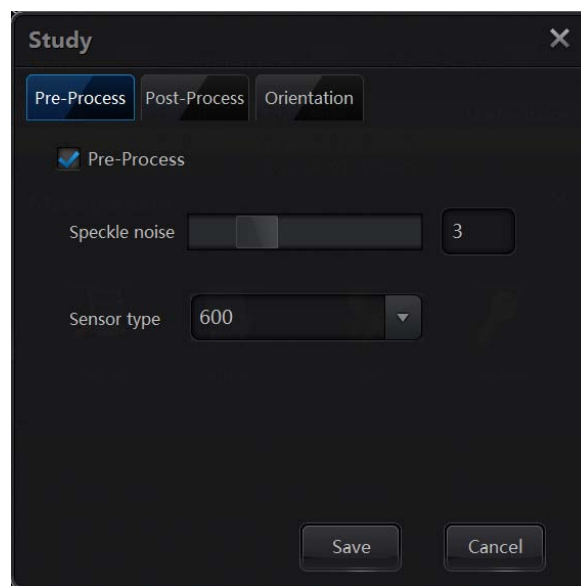 Study
Pre-Process Post-Process Orientation
Pre-Process
Speckle noise 3
Sensor type 600
Save Cancel